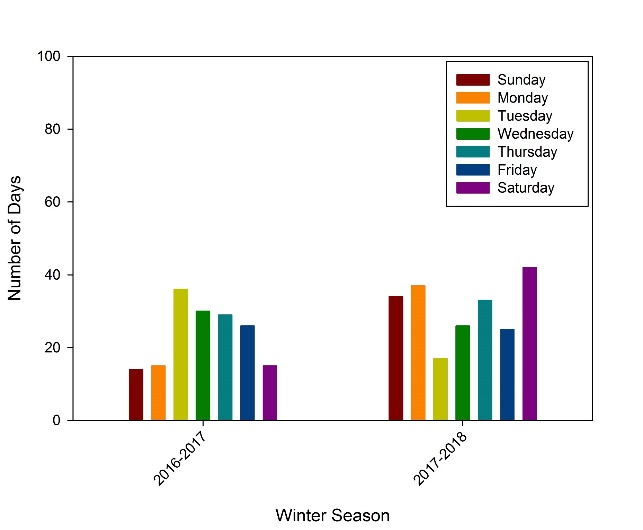 100
80
60
40
20
0
Number of Days
Sunday
Monday
Tuesday
Wednesday
Thursday
Friday
Saturday
2016-2017
2017-2018
Winter Season